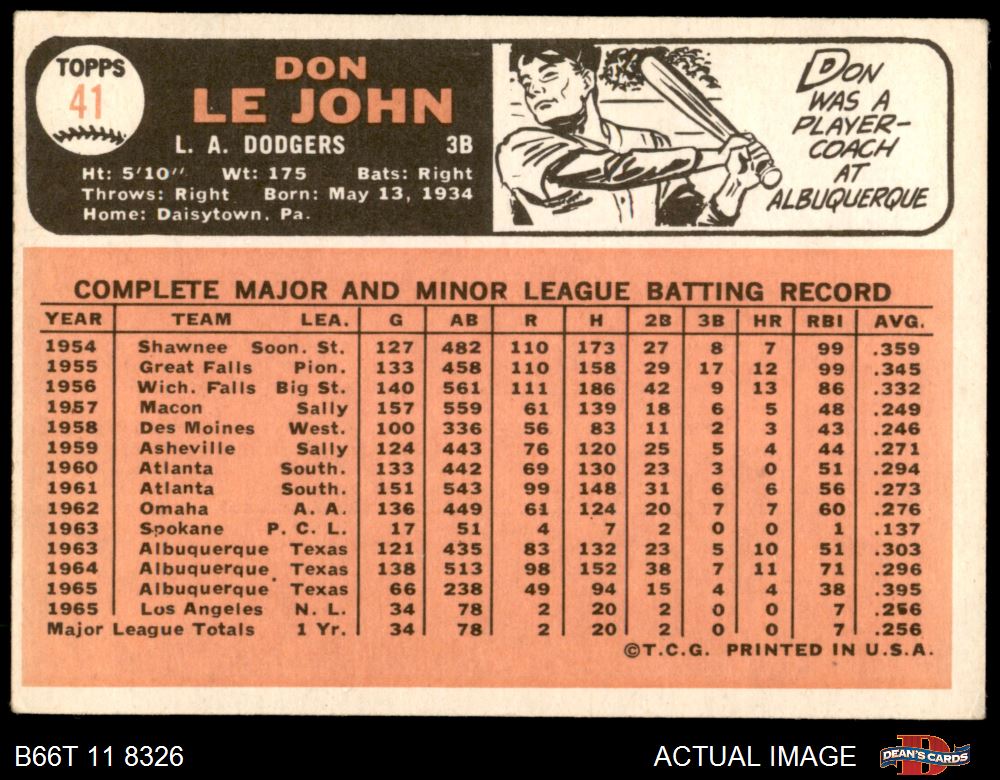 TOPPS
41
DON
LE JOHN
L. A. DODGERS 3B
Ht: 5'10" Wt: 175 Bats: Right
Throws: Right Born: May 13, 1934
Home: Daisytown, Pa.
DON
WAS A
PLAYER-
COACH
AT
ALBUQUERQUE
COMPLETE MAJOR AND MINOR LEAGUE BATTING RECORD
YEAR TEAM LEA. G AB R H 2B 3B HR RBI AVG.
1954 Shawnee Soon. St. 127 482 110 173 27 8 7 99 .359
1955 Great Falls Pion. 133 458 110 158 29 17 12 99 .345
1956 Wich. Falls Big St. 140 561 111 186 42 9 13 86 .332
1957 Macon Sally 157 559 61 139 18 6 5 48 .249
1958 Des Moines West. 100 336 56 83 11 2 3 43 .246
1959 Asheville Sally 124 443 76 120 25 5 4 44 .271
1960 Atlanta South. 133 442 69 130 23 3 0 51 .294
1961 Atlanta South. 151 543 99 148 31 6 6 56 .273
1962 Omaha A. A. 136 449 61 124 20 7 7 60 .276
1963 Spokane P. C. L. 17 51 4 7 2 0 0 1 .137
1963 Albuquerque Texas 121 435 83 132 23 5 10 51 .303
1964 Albuquerque Texas 138 513 98 152 38 7 11 71 .296
1965 Albuquerque Texas 66 238 49 94 15 4 4 38 .395
1965 Los Angeles N. L. 34 78 2 20 2 0 0 7 .256
Major League Totals 1 Yr. 34 78 2 20 2 0 0 7 .256
©T.C.G. PRINTED IN U.S.A.
B66T 11 8326 ACTUAL IMAGE DEAN'S CARDS